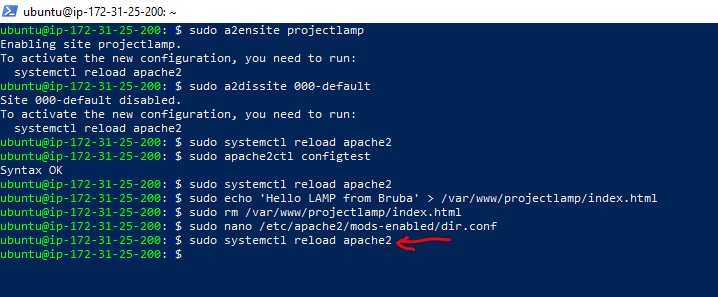 ubuntu@ip-172-31-25-200: ~
ubuntu@ip-172-31-25-200: $ sudo a2ensite projectlamp
Enabling site projectlamp.
To activate the new configuration, you need to run:
  systemctl reload apache2
ubuntu@ip-172-31-25-200: $ sudo a2dissite 000-default
Site 000-default disabled.
To activate the new configuration, you need to run:
  systemctl reload apache2
ubuntu@ip-172-31-25-200: $ sudo systemctl reload apache2
ubuntu@ip-172-31-25-200: $ sudo apache2ctl configtest
Syntax OK
ubuntu@ip-172-31-25-200: $ sudo systemctl reload apache2
ubuntu@ip-172-31-25-200: $ sudo echo 'Hello LAMP from Bruba' > /var/www/projectlamp/index.html
ubuntu@ip-172-31-25-200: $ sudo rm /var/www/projectlamp/index.html
ubuntu@ip-172-31-25-200: $ sudo nano /etc/apache2/mods-enabled/dir.conf
ubuntu@ip-172-31-25-200: $ sudo systemctl reload apache2
ubuntu@ip-172-31-25-200: $